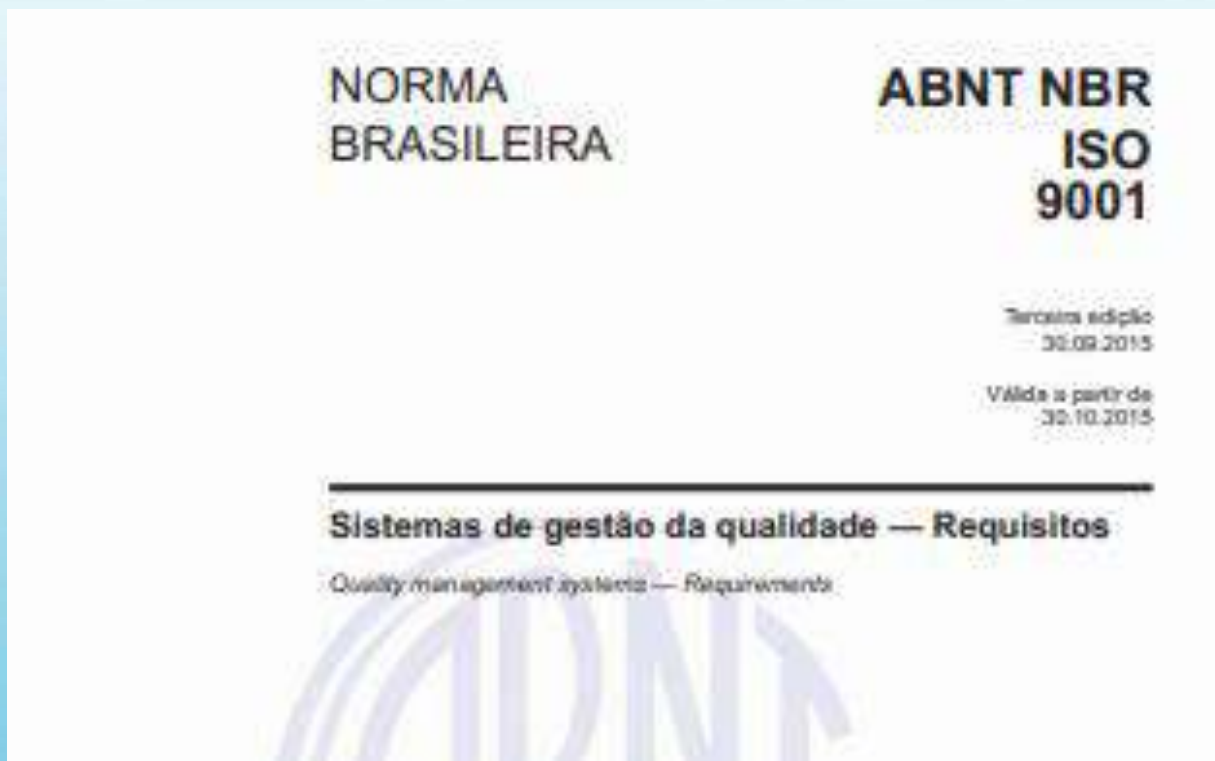 NORMA
BRASILEIRA
ABNT NBR
ISO
9001
Terceira edição
30.09.2015
Válida a partir de
30.10.2015
Sistemas de gestão da qualidade — Requisitos
Quality management systems — Requirements
ABNT